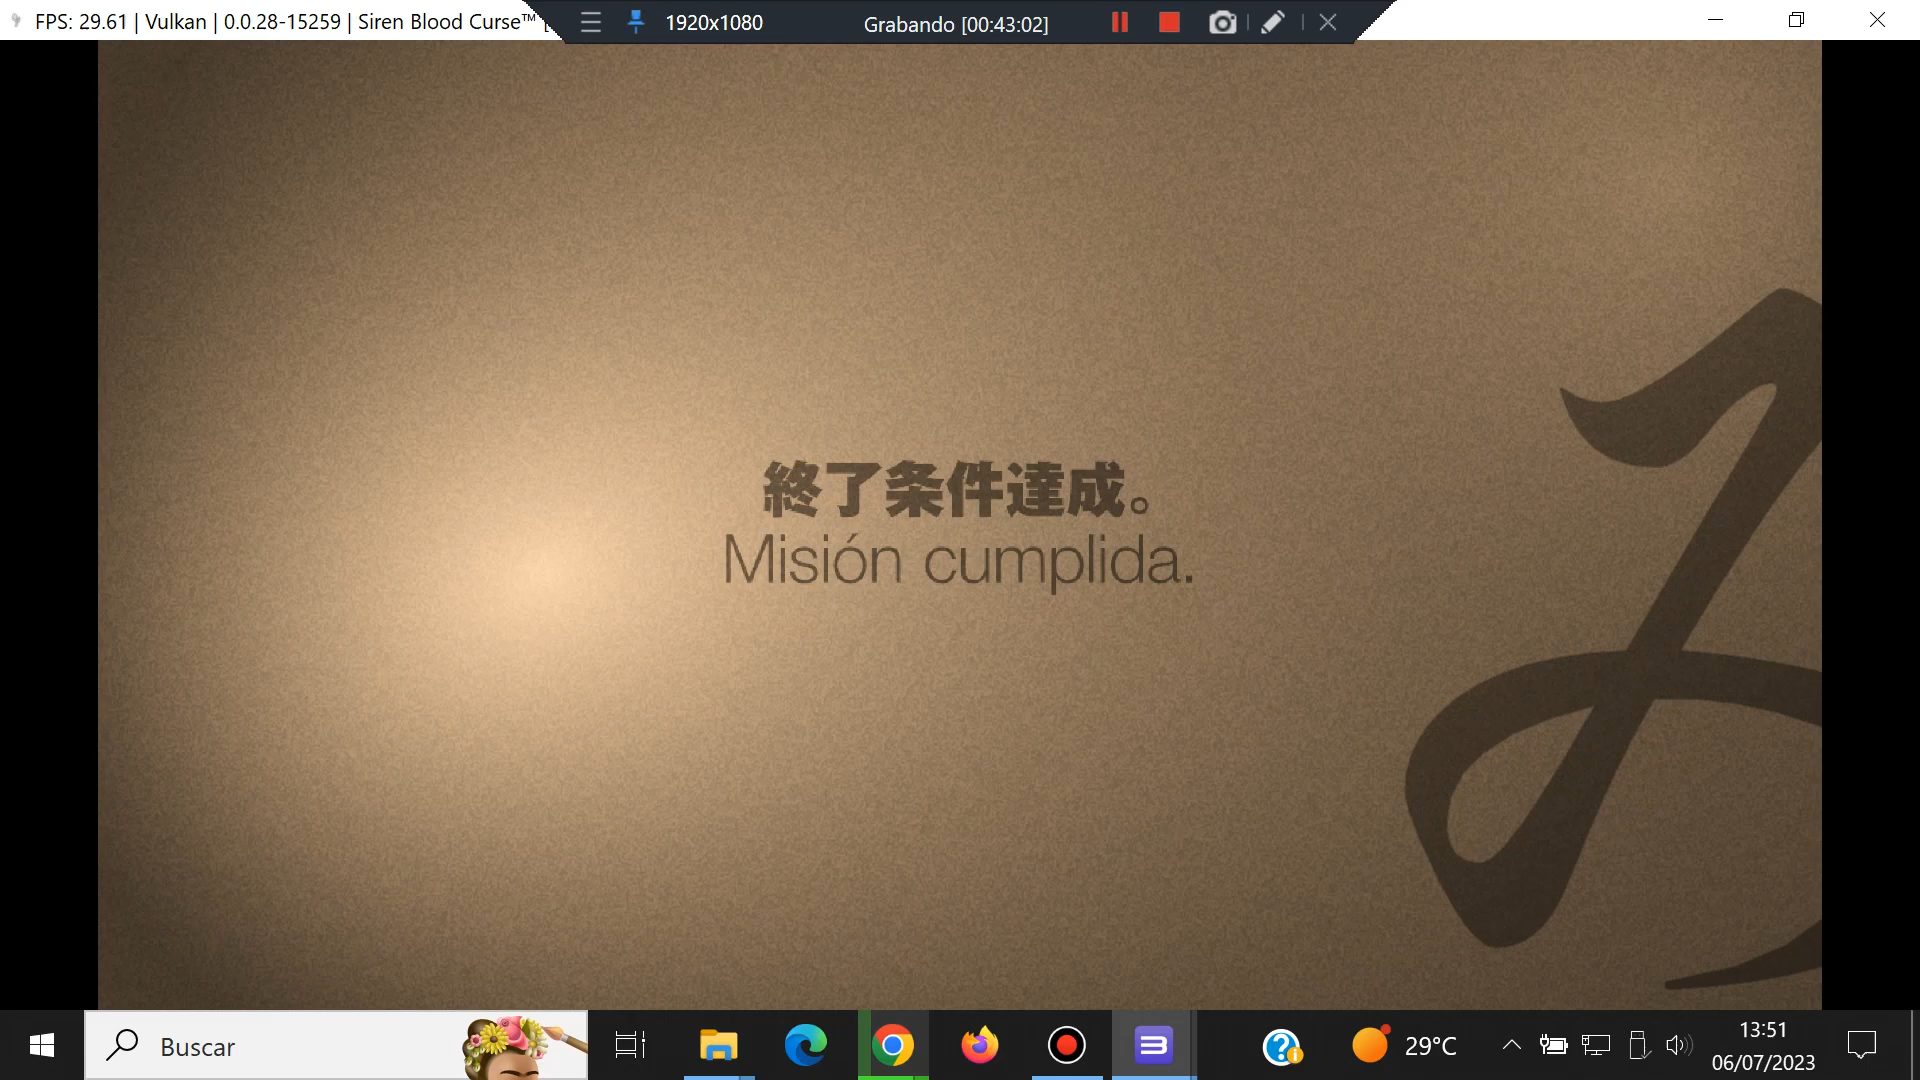 FPS: 29.61 | Vulkan | 0.0.28-15259 | Siren Blood Curse™ [
1920x1080
Grabando [00:43:02]
終了条件達成。
Misión cumplida.
Buscar
29°C
13:51
06/07/2023